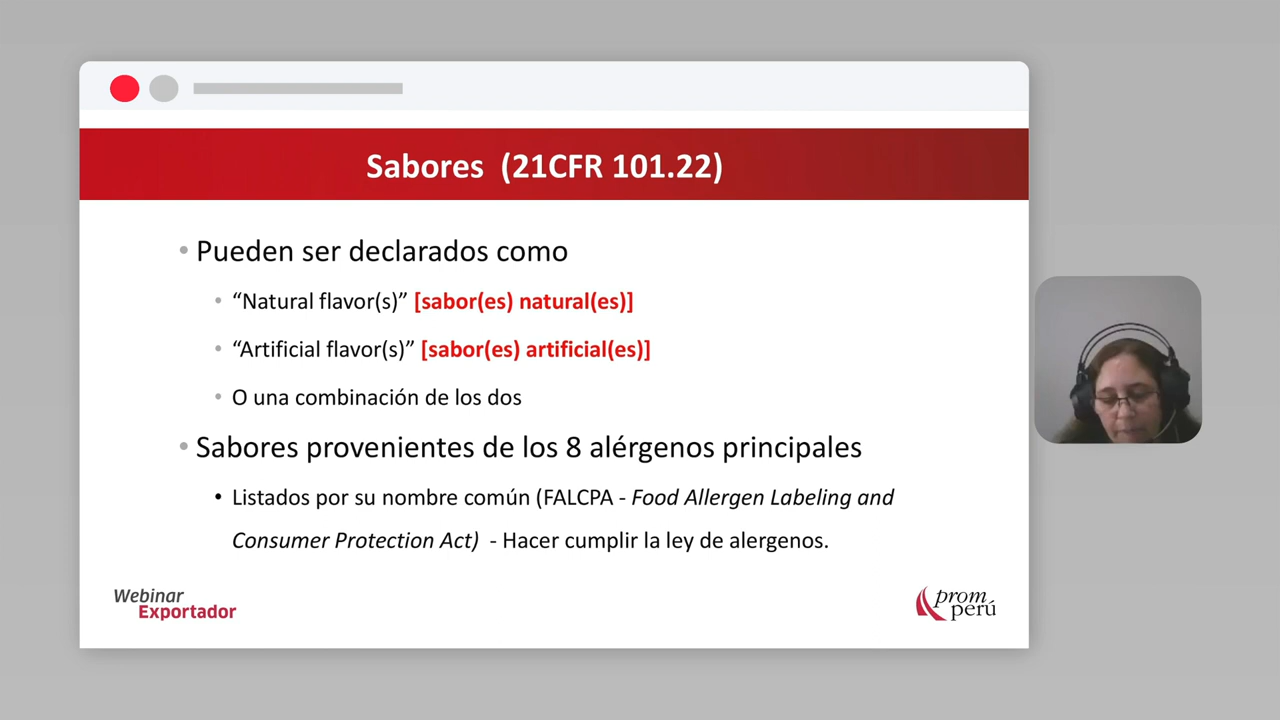 Sabores (21CFR 101.22)
• Pueden ser declarados como
• “Natural flavor(s)” [sabor(es) natural(es)]
• “Artificial flavor(s)” [sabor(es) artificial(es)]
• O una combinación de los dos
• Sabores provenientes de los 8 alérgenos principales
• Listados por su nombre común (FALCPA - Food Allergen Labeling and
Consumer Protection Act) - Hacer cumplir la ley de alergenos.
Webinar
Exportador
prom
perú